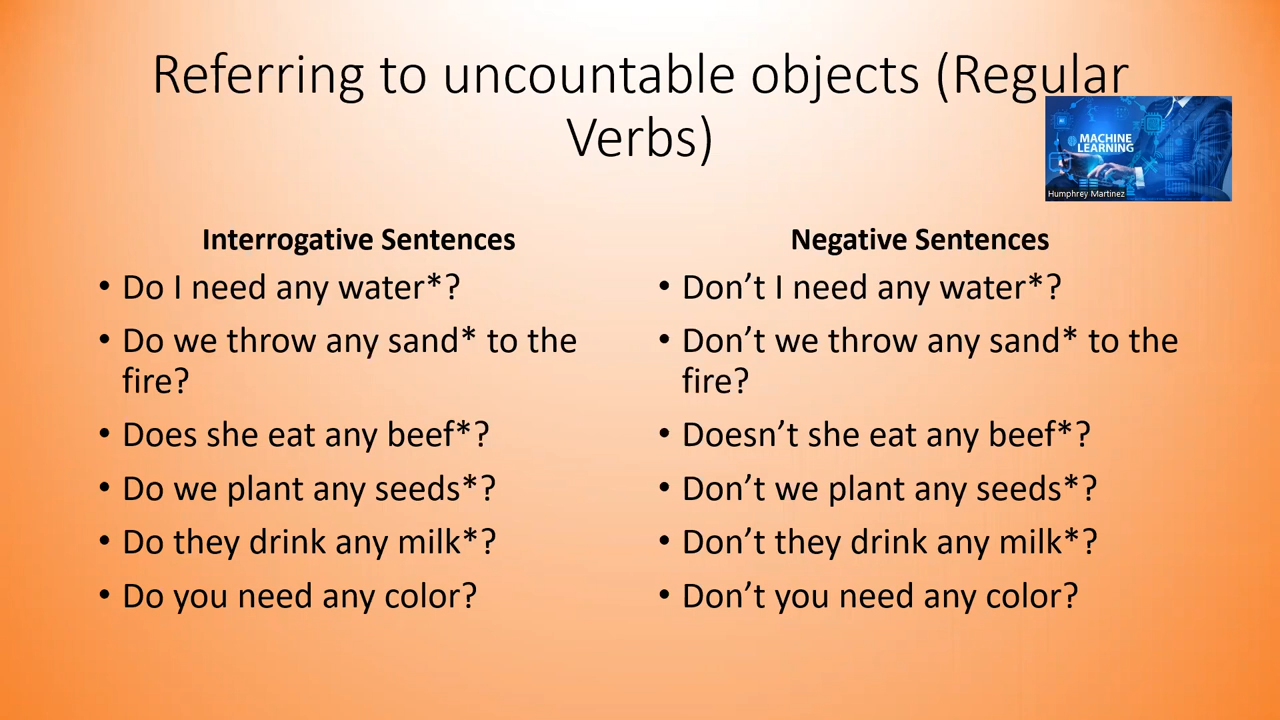 Referring to uncountable objects (Regular
Verbs)
MACHINE
LEARNING
Humphrey Martinez
Interrogative Sentences
• Do I need any water*?
• Do we throw any sand* to the
fire?
• Does she eat any beef*?
• Do we plant any seeds*?
• Do they drink any milk*?
• Do you need any color?
Negative Sentences
• Don’t I need any water*?
• Don’t we throw any sand* to the
fire?
• Doesn’t she eat any beef*?
• Don’t we plant any seeds*?
• Don’t they drink any milk*?
• Don’t you need any color?